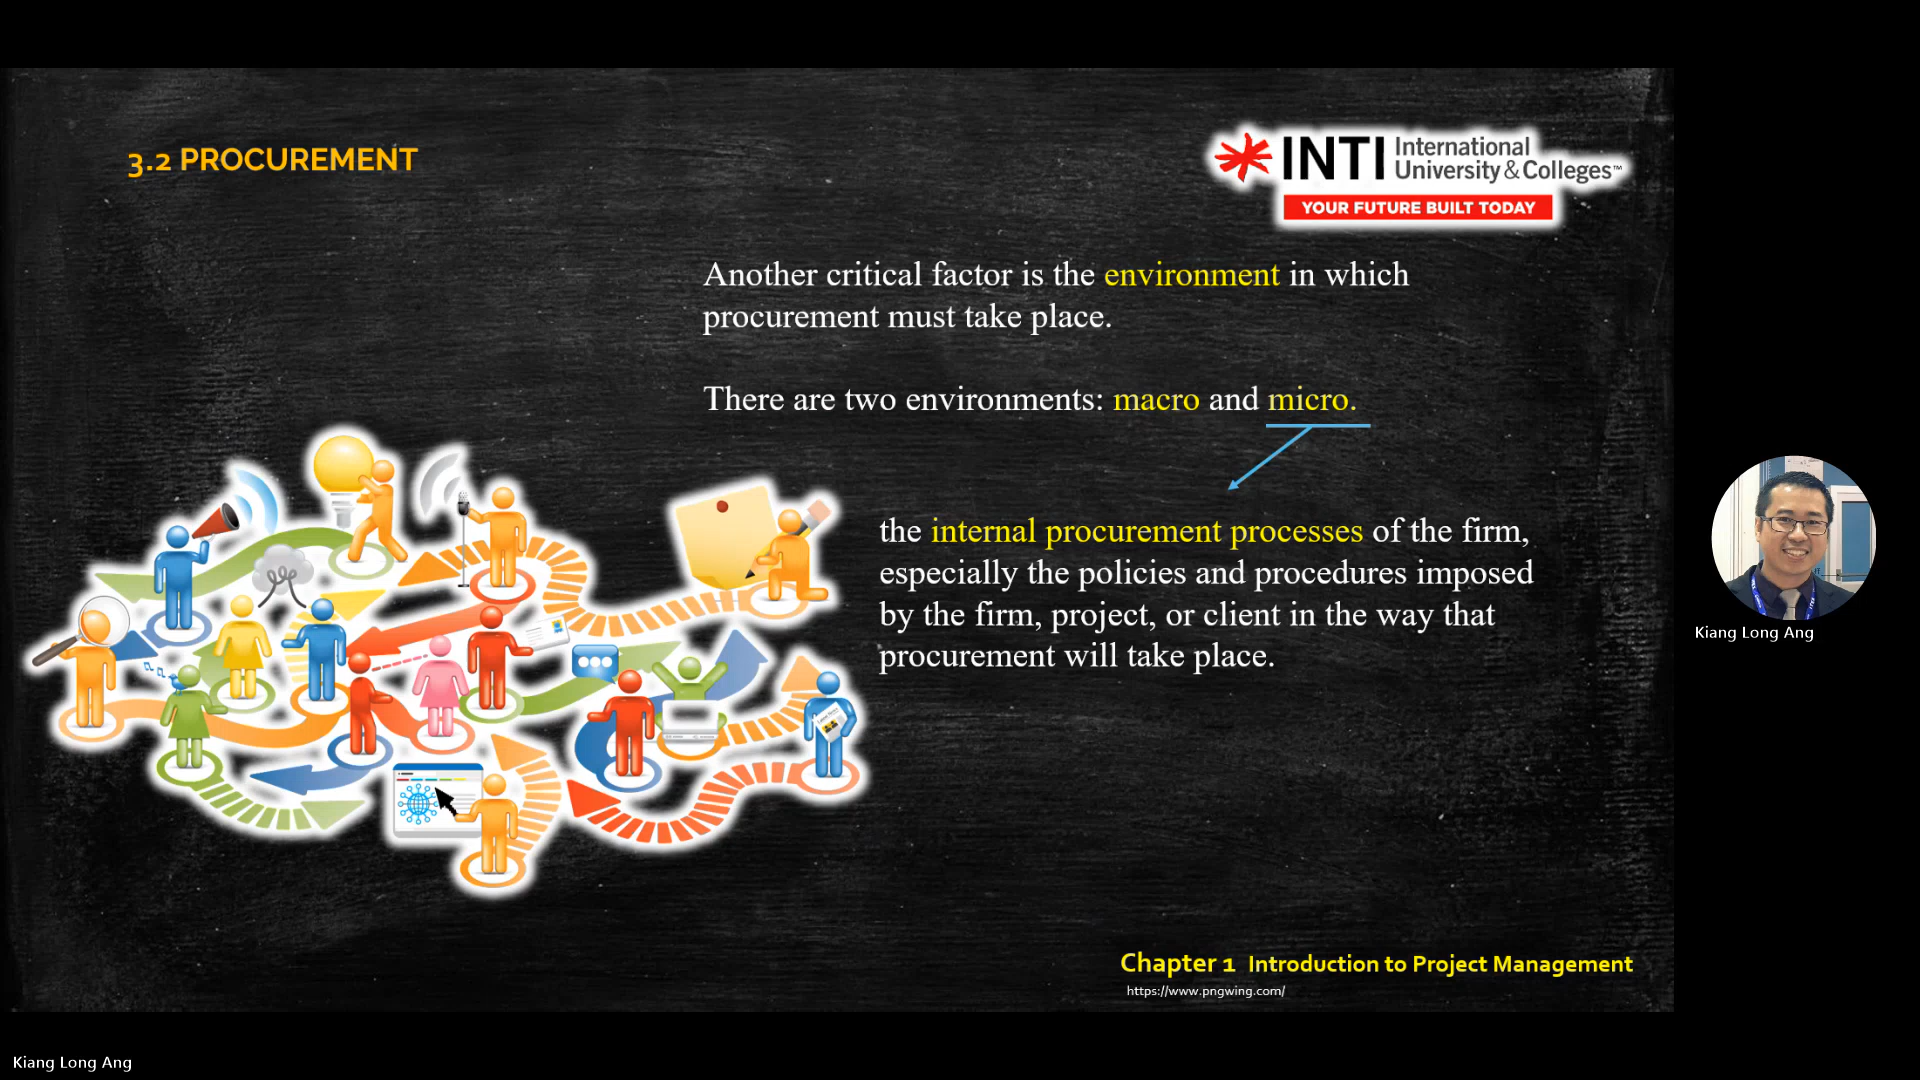 3.2 PROCUREMENT
INTI International
University & Colleges™
YOUR FUTURE BUILT TODAY
Another critical factor is the environment in which
procurement must take place.
There are two environments: macro and micro.
the internal procurement processes of the firm,
especially the policies and procedures imposed
by the firm, project, or client in the way that
procurement will take place.
Kiang Long Ang
Chapter 1 Introduction to Project Management
https://www.pngwing.com/
Kiang Long Ang